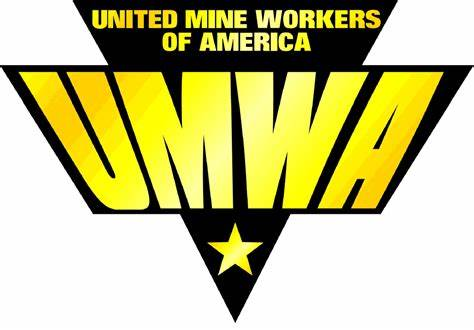 UNITED MINE WORKERS
OF AMERICA
UMWA